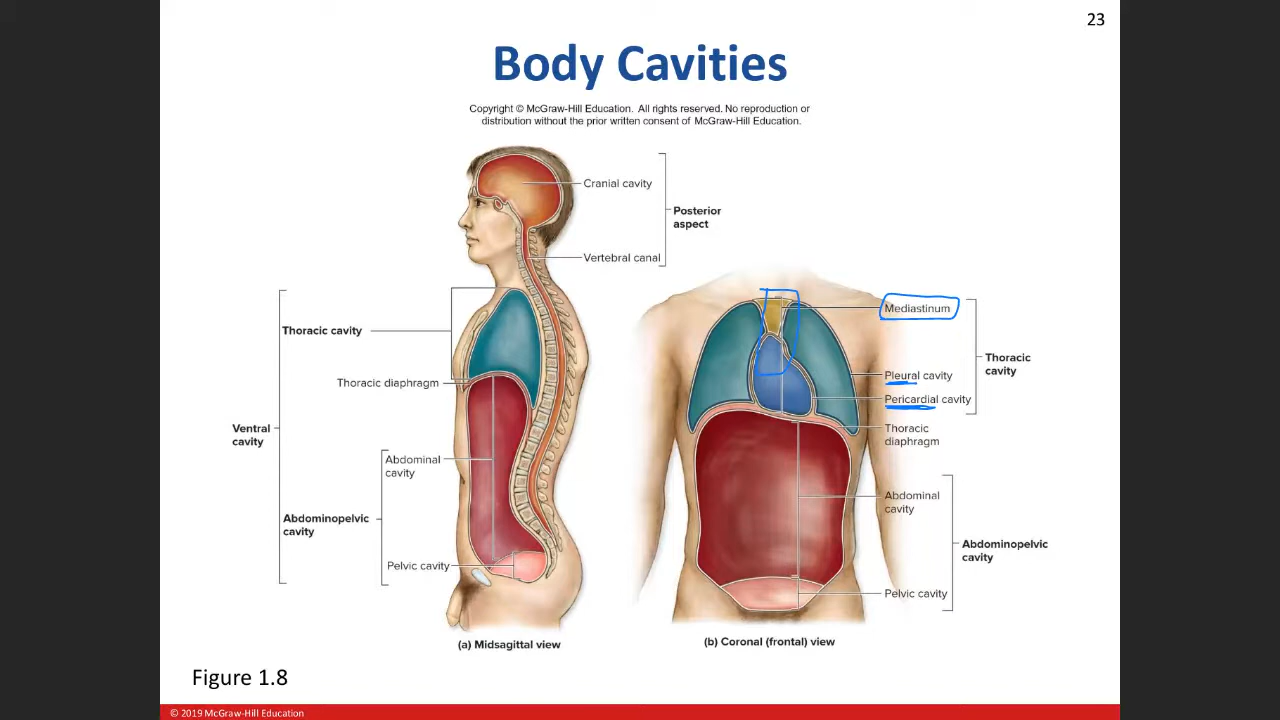 23
Body Cavities
Copyright © McGraw-Hill Education. All rights reserved. No reproduction or
distribution without the prior written consent of McGraw-Hill Education.
Cranial cavity
Posterior
aspect
Vertebral canal
Thoracic cavity
Thoracic diaphragm
Ventral
cavity
Abdominal
cavity
Abdominopelvic
cavity
Pelvic cavity
(a) Midsagittal view
Mediastinum
Thoracic
cavity
Pleural cavity
Pericardial cavity
Thoracic
diaphragm
Abdominal
cavity
Abdominopelvic
cavity
Pelvic cavity
(b) Coronal (frontal) view
Figure 1.8
© 2019 McGraw-Hill Education